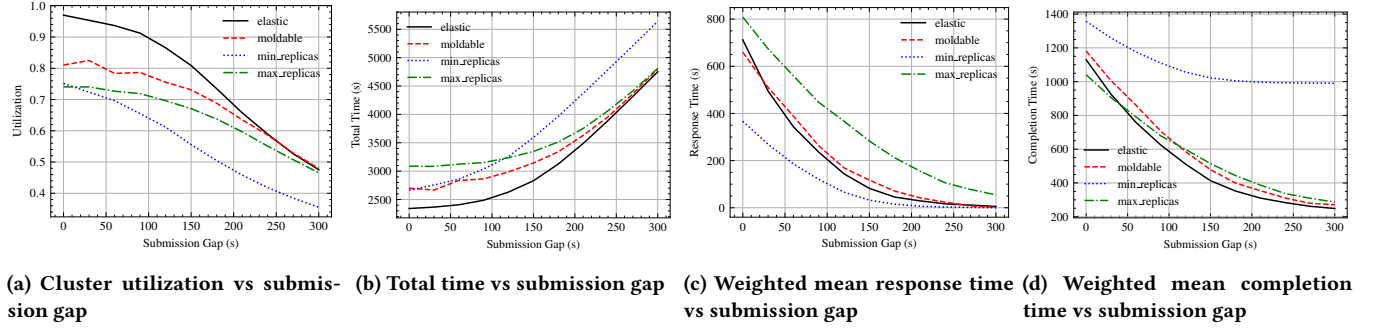 1.0
0.9
0.8
0.7
0.6
0.5
0.4
Utilization
elastic
moldable
min_replicas
max_replicas
0 50 100 150 200 250 300
Submission Gap (s)
5500
5000
4500
4000
3500
3000
2500
Total Time (s)
elastic
moldable
min_replicas
max_replicas
0 50 100 150 200 250 300
Submission Gap (s)
800
600
400
200
0
Response Time (s)
elastic
moldable
min_replicas
max_replicas
0 50 100 150 200 250 300
Submission Gap (s)
1400
1200
1000
800
600
400
200
Completion Time (s)
elastic
moldable
min_replicas
max_replicas
0 50 100 150 200 250 300
Submission Gap (s)
(a) Cluster utilization vs submis-
sion gap
(b) Total time vs submission gap
(c) Weighted mean response time
vs submission gap
(d) Weighted mean completion
time vs submission gap